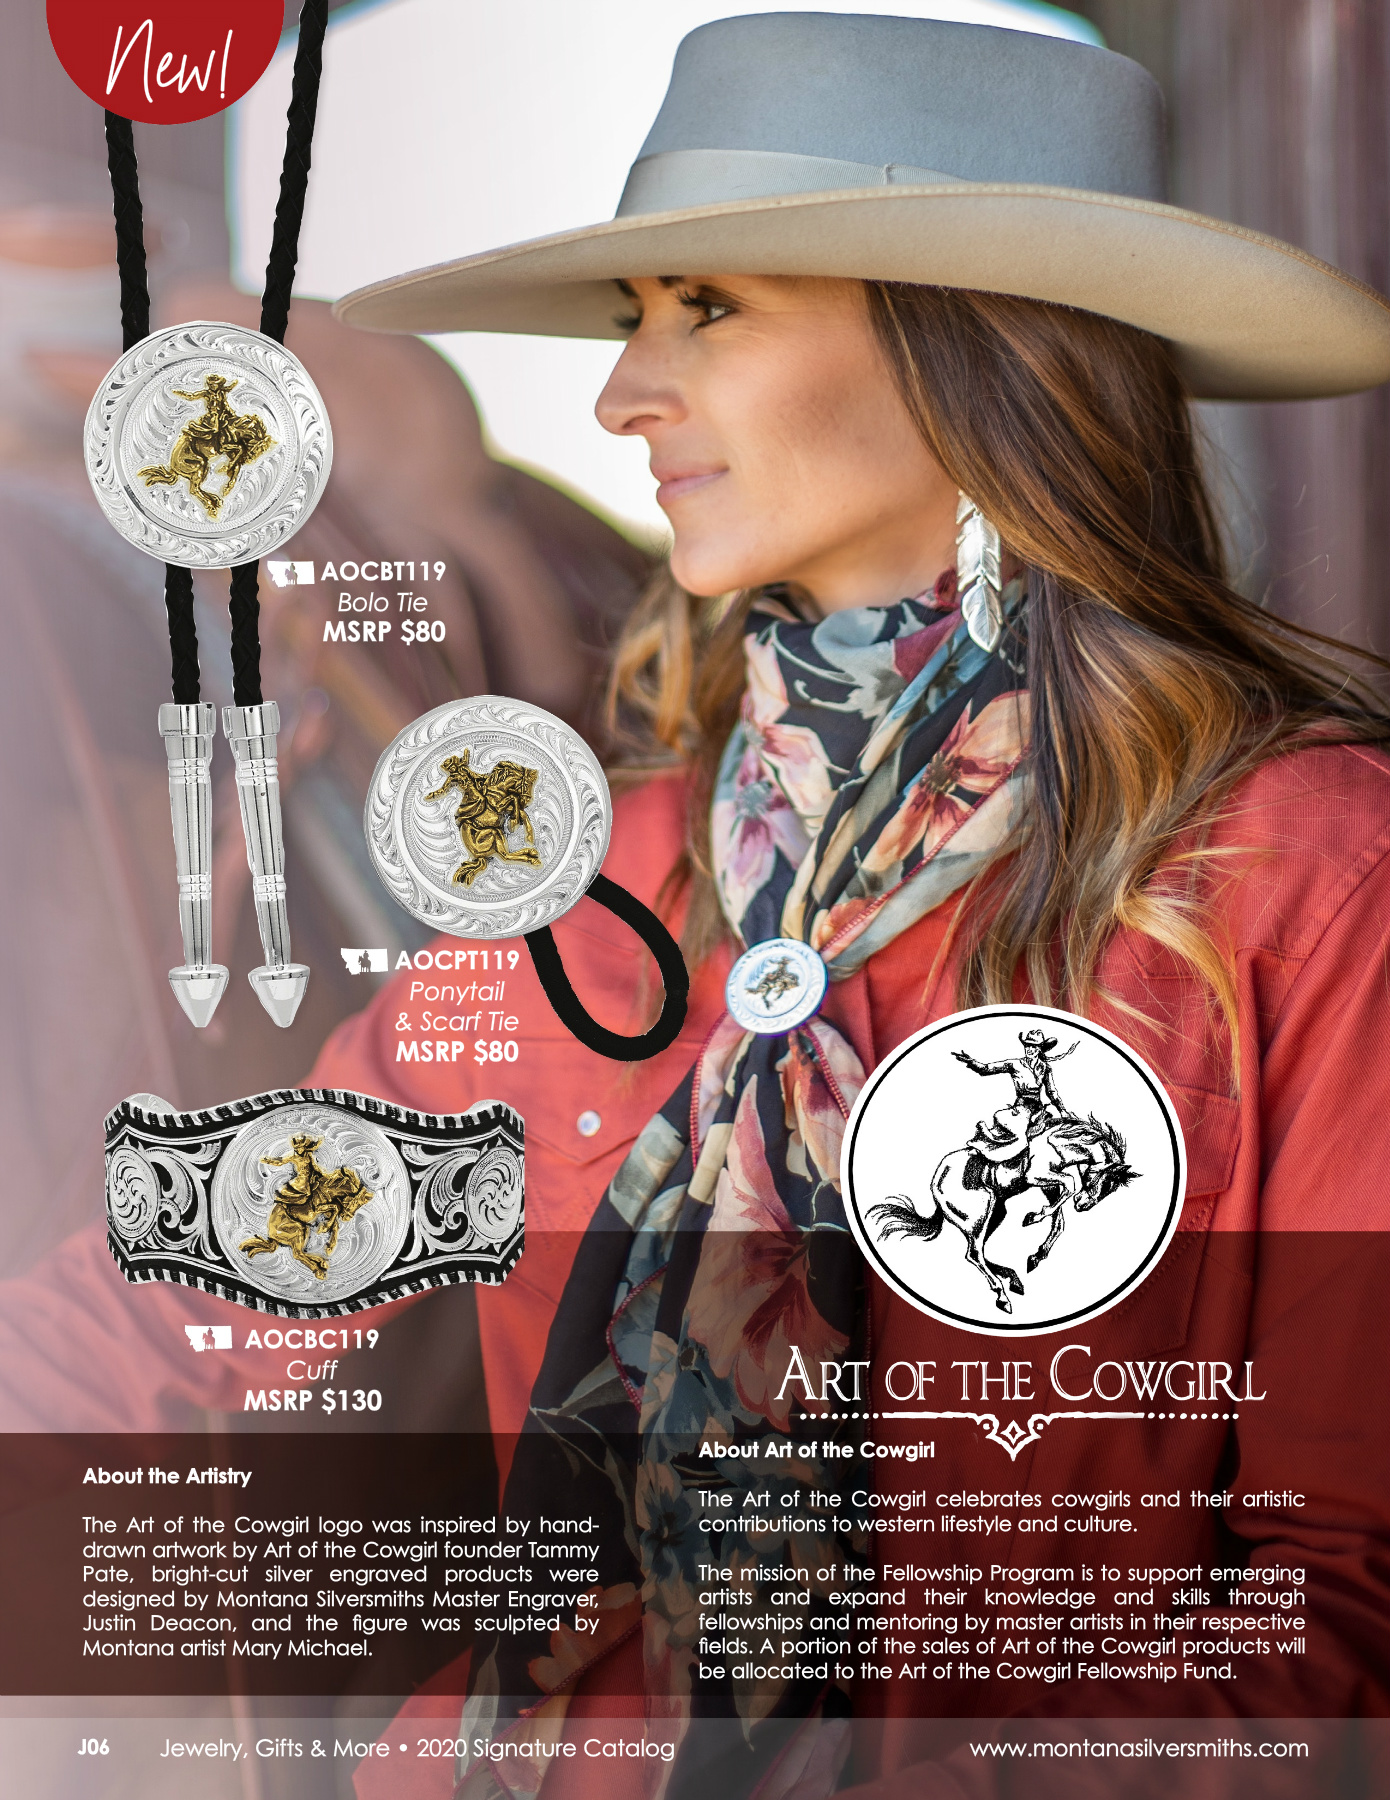 New!
AOCBT119
Bolo Tie
MSRP $80
AOCPT119
Ponytail
& Scarf Tie
MSRP $80
AOCBC119
Cuff
MSRP $130
ART OF THE COWGIRL
About the Artistry
The Art of the Cowgirl logo was inspired by hand-
drawn artwork by Art of the Cowgirl founder Tammy
Pate, bright-cut silver engraved products were
designed by Montana Silversmiths Master Engraver,
Justin Deacon, and the figure was sculpted by
Montana artist Mary Michael.
About Art of the Cowgirl
The Art of the Cowgirl celebrates cowgirls and their artistic
contributions to western lifestyle and culture.
The mission of the Fellowship Program is to support emerging
artists and expand their knowledge and skills through
fellowships and mentoring by master artists in their respective
fields. A portion of the sales of Art of the Cowgirl products will
be allocated to the Art of the Cowgirl Fellowship Fund.
J06 Jewelry, Gifts & More • 2020 Signature Catalog www.montanasilversmiths.com